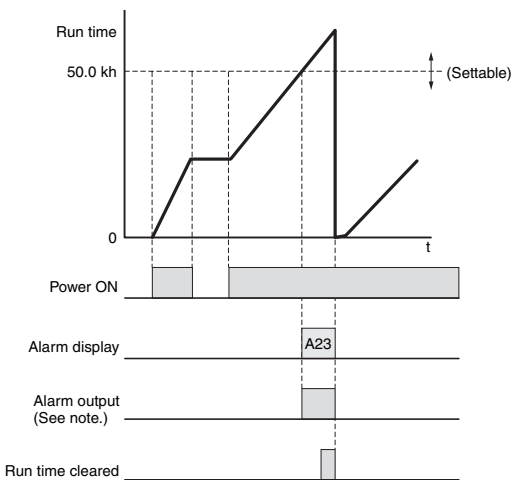 Run time
50.0 kh
(Settable)
0
t
Power ON
Alarm display
A23
Alarm output
(See note.)
Run time cleared